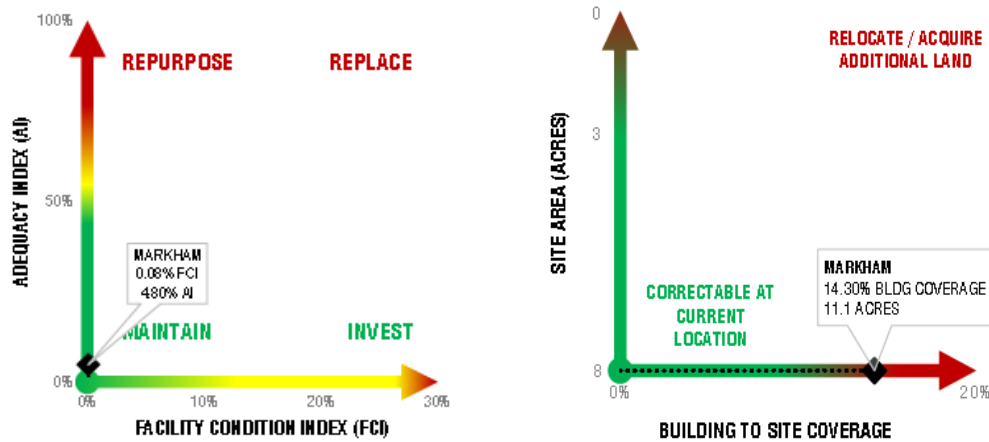 100%
REPURPOSE
REPLACE
ADEQUACY INDEX (AI)
50%
MARKHAM
0.08% FCI
4.80% AI
MAINTAIN
INVEST
0%
0%
10%
20%
30%
FACILITY CONDITION INDEX (FCI)
0
RELOCATE / ACQUIRE
ADDITIONAL LAND
3
SITE AREA (ACRES)
MARKHAM
14.30% BLDG COVERAGE
11.1 ACRES
CORRECTABLE AT
CURRENT
LOCATION
8
0%
20%
BUILDING TO SITE COVERAGE